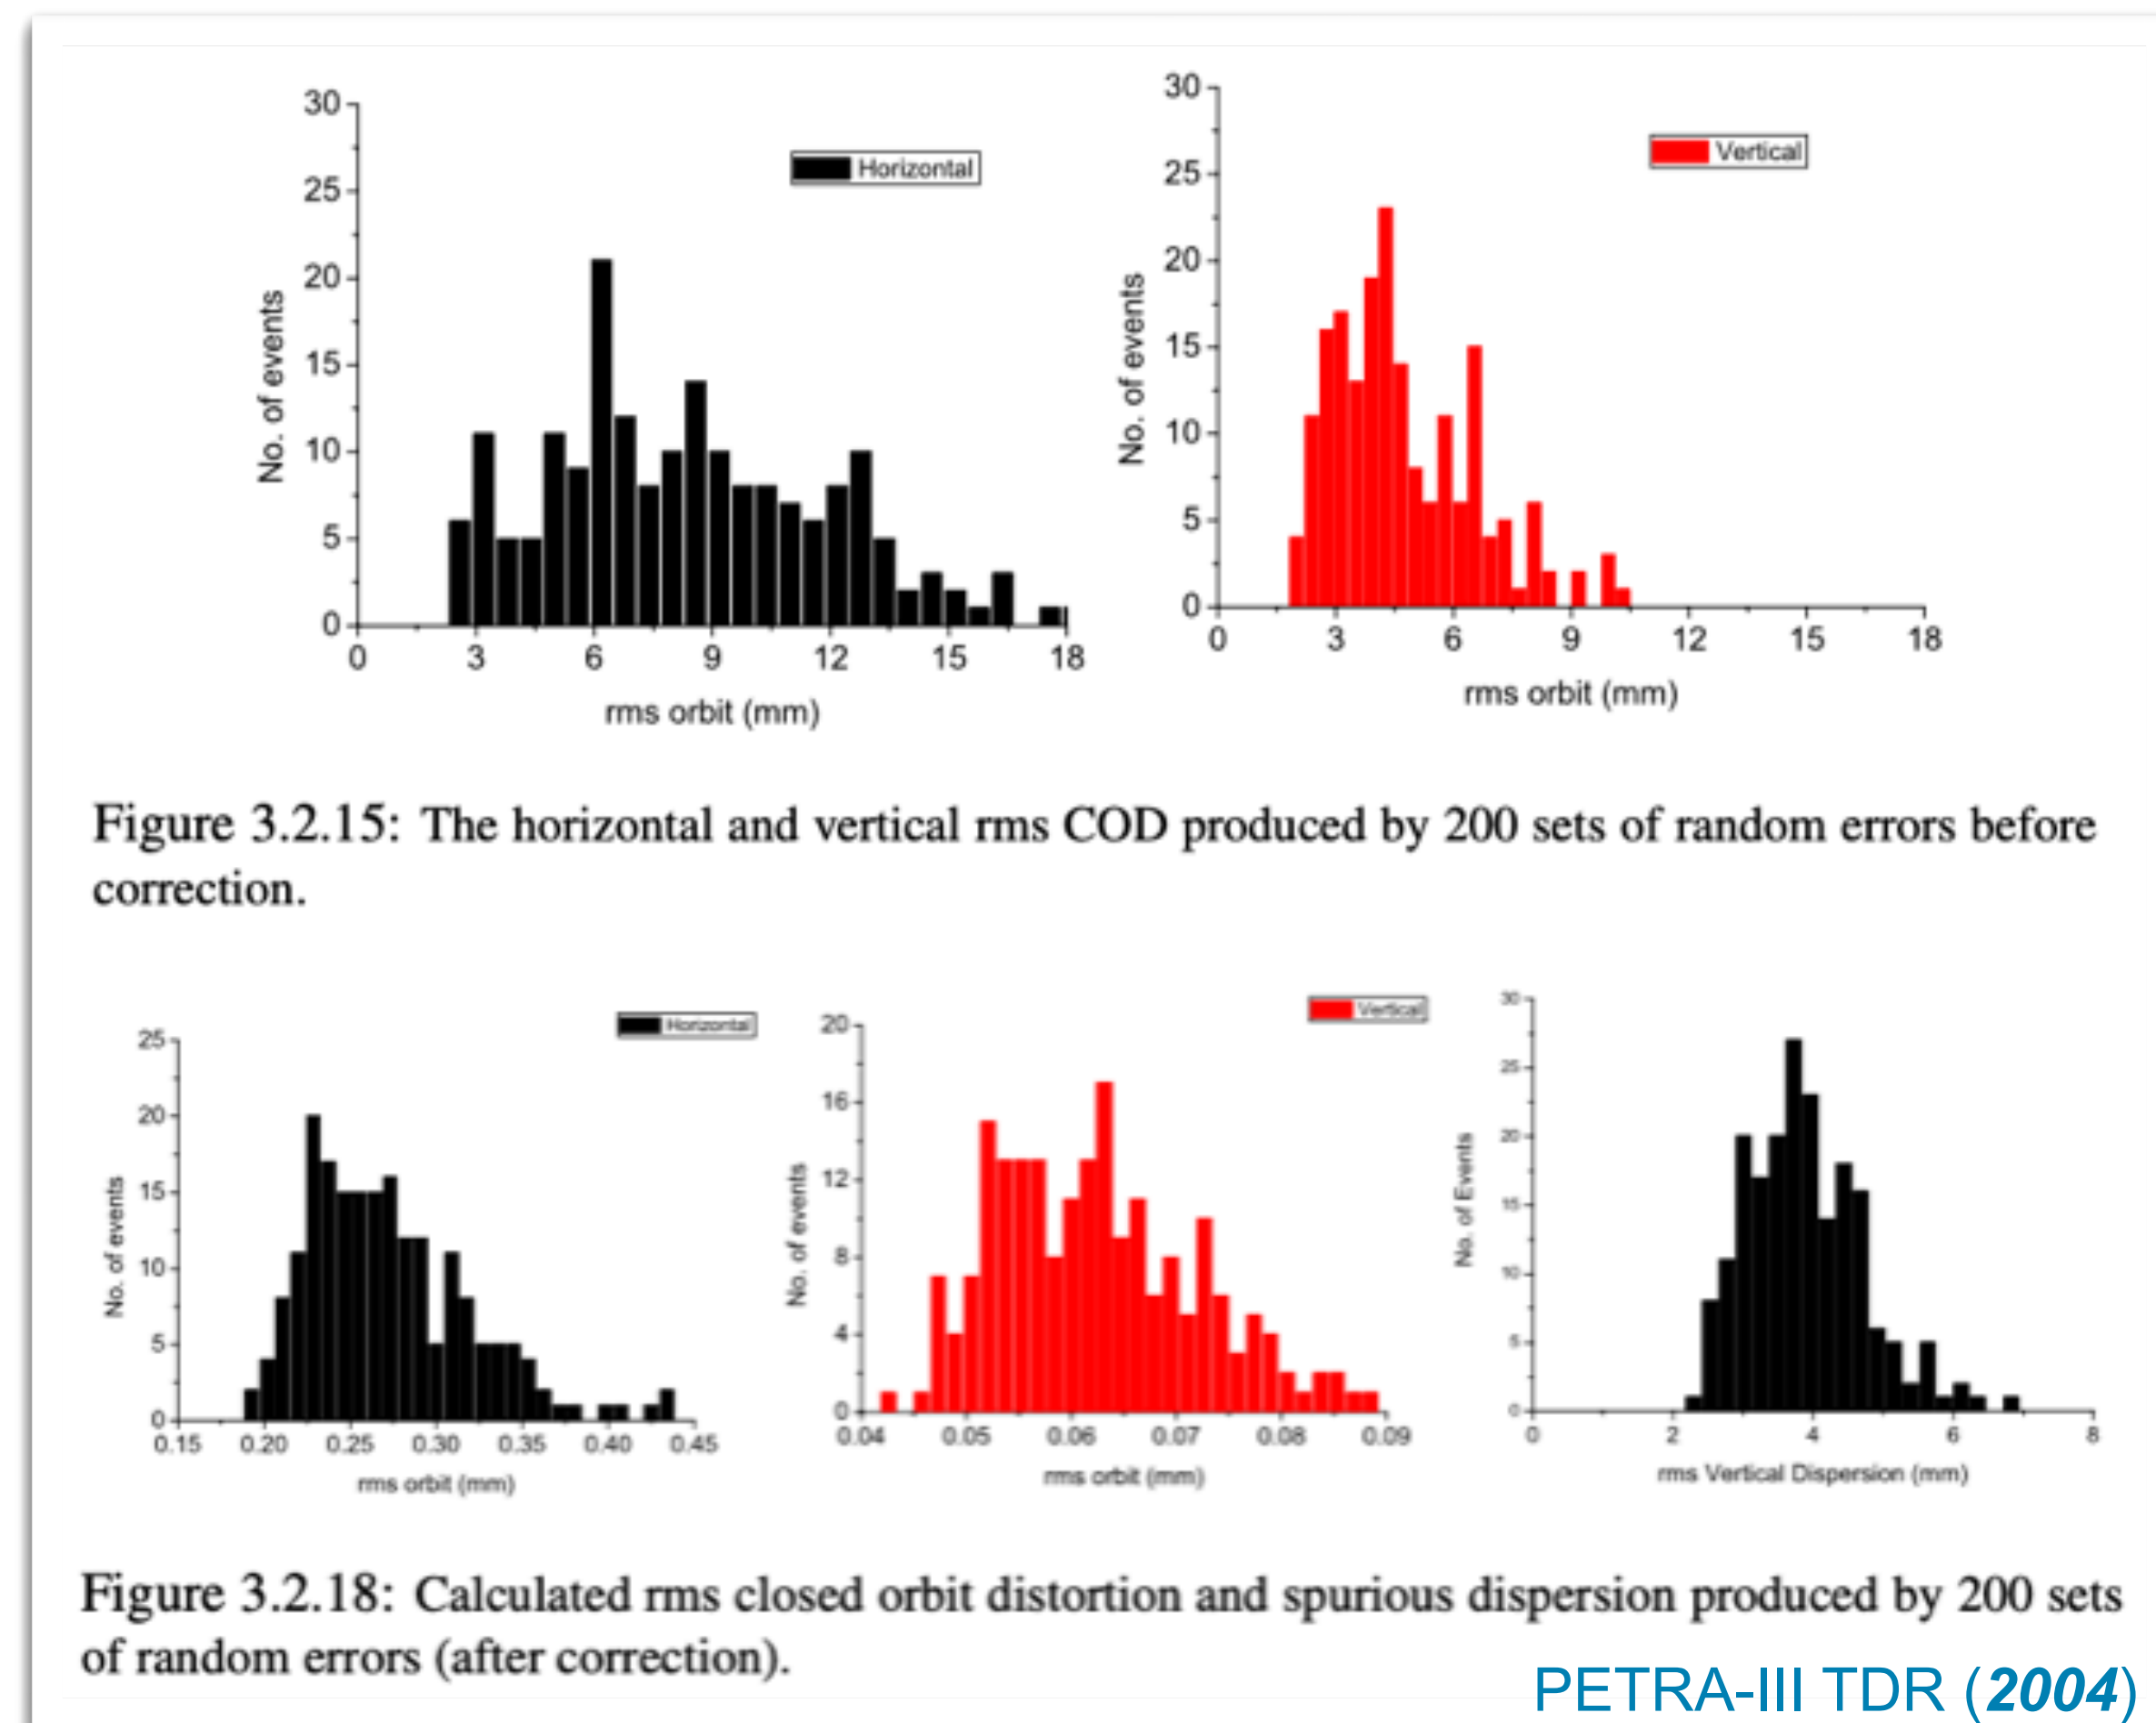 30
25
20
15
10
5
0
0 3 6 9 12 15 18
No. of events
rms orbit (mm)
Horizontal
30
25
20
15
10
5
0
0 3 6 9 12 15 18
No. of events
rms orbit (mm)
Vertical
Figure 3.2.15: The horizontal and vertical rms COD produced by 200 sets of random errors before
correction.
25
20
15
10
5
0
0.15 0.20 0.25 0.30 0.35 0.40 0.45
No. of events
rms orbit (mm)
Horizontal
20
16
12
8
4
0
0.04 0.05 0.06 0.07 0.08 0.09
No. of events
rms orbit (mm)
Vertical
30
25
20
15
10
5
0
0 2 4 6 8
No. of Events
rms Vertical Dispersion (mm)
Figure 3.2.18: Calculated rms closed orbit distortion and spurious dispersion produced by 200 sets
of random errors (after correction).
PETRA-III TDR (2004)